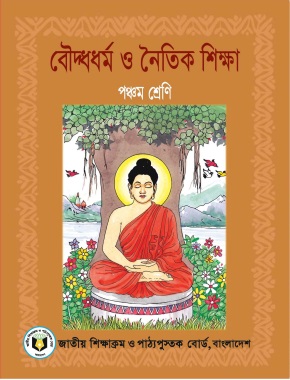 বৌদ্ধধর্ম ও নৈতিক শিক্ষা
পঞ্চম শ্রেণি
জাতীয় শিক্ষাক্রম ও পাঠ্যপুস্তক বোর্ড, বাংলাদেশ